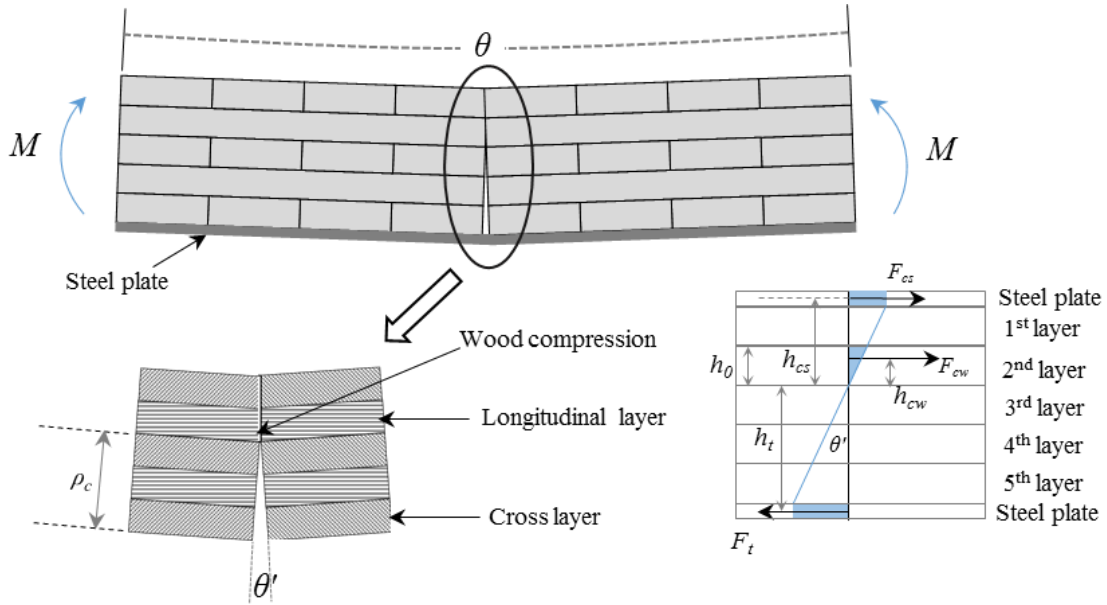 θ
M
M
Steel plate
Wood compression
Longitudinal layer
ρc
Cross layer
θ′
Fcs
Steel plate
1st layer
h0
hcs
Fcw
2nd layer
hcw
3rd layer
ht
θ′
4th layer
5th layer
Steel plate
Ft